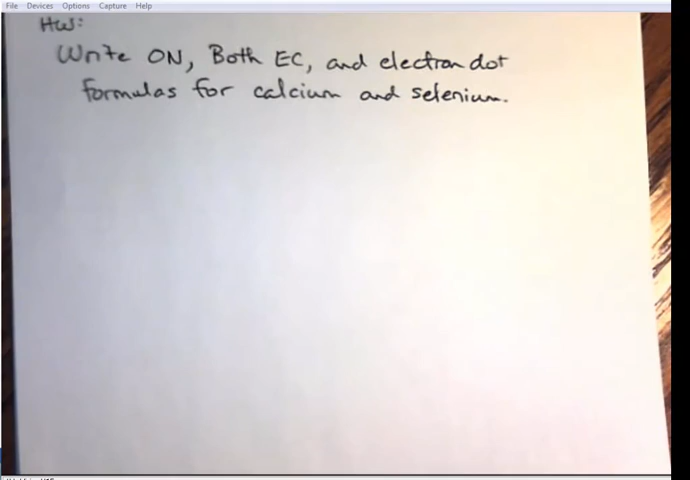 File Devices Options Capture Help
HW:
Write ON, Both EC, and electron dot
formulas for calcium and selenium.